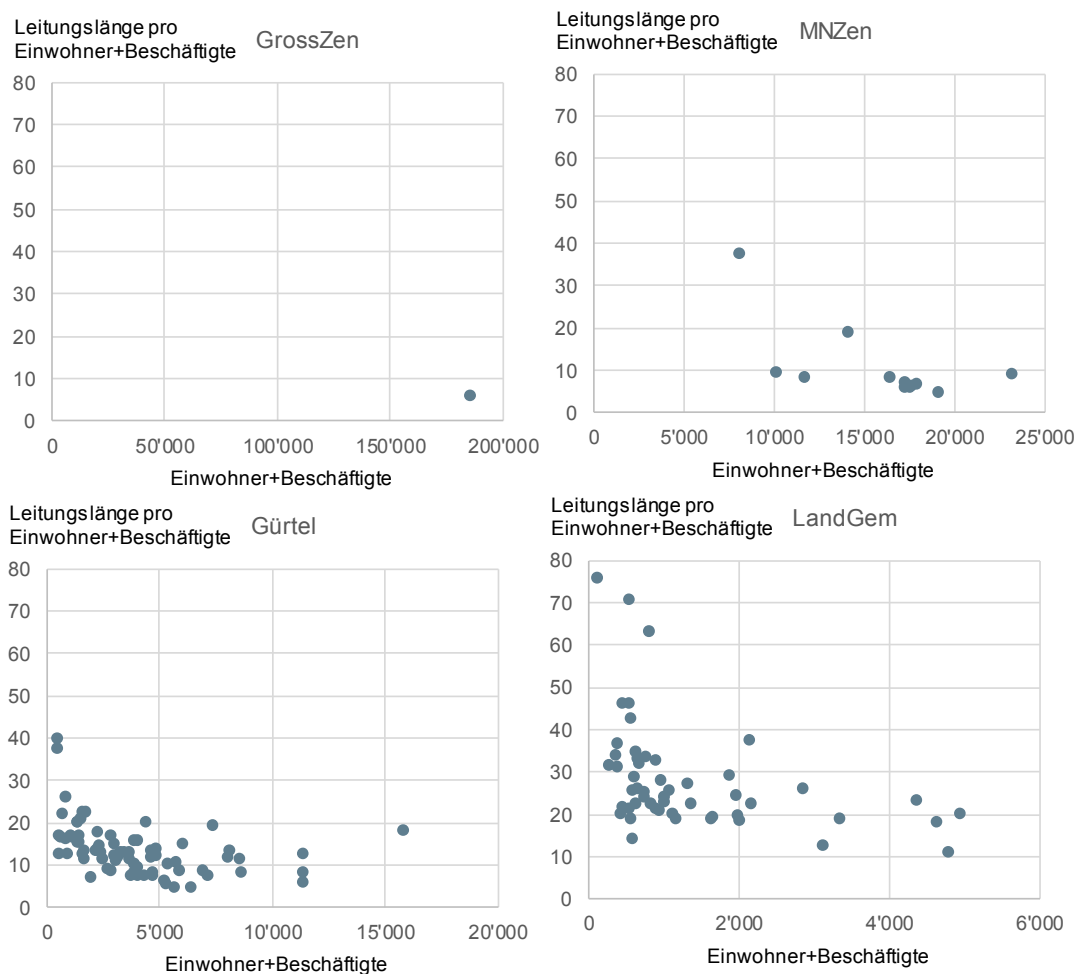 Leitungslänge pro
Einwohner+Beschäftigte
GrossZen
80
70
60
50
40
30
20
10
0
0 50'000 100'000 150'000 200'000
Einwohner+Beschäftigte
Leitungslänge pro
Einwohner+Beschäftigte
MNZen
80
70
60
50
40
30
20
10
0
0 5'000 10'000 15'000 20'000 25'000
Einwohner+Beschäftigte
Leitungslänge pro
Einwohner+Beschäftigte
Gürtel
80
70
60
50
40
30
20
10
0
0 5'000 10'000 15'000 20'000
Einwohner+Beschäftigte
Leitungslänge pro
Einwohner+Beschäftigte
LandGem
80
70
60
50
40
30
20
10
0
0 2'000 4'000 6'000
Einwohner+Beschäftigte